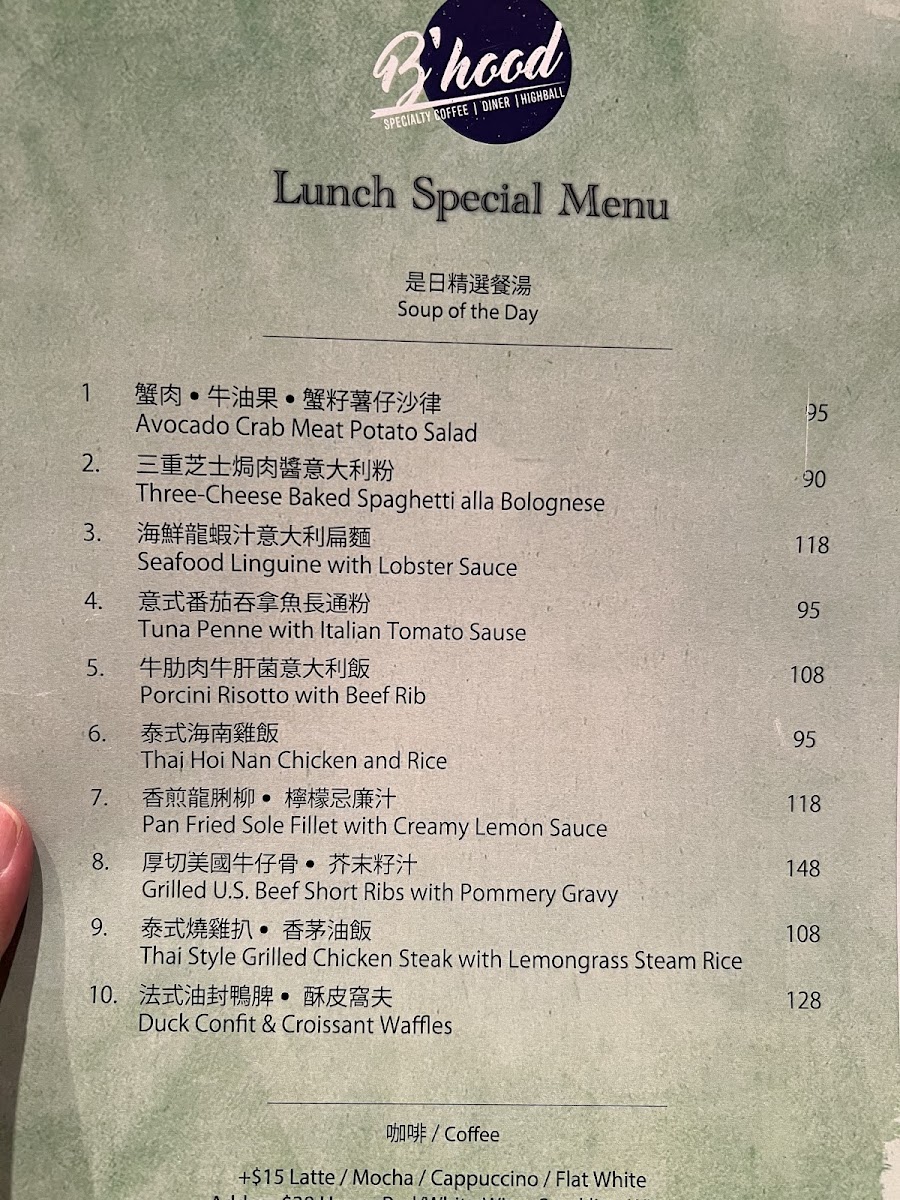 B'hood
SPECIALTY COFFEE | DINER | HIGHBALL
Lunch Special Menu
是日精選餐湯
Soup of the Day
1 蟹肉 • 牛油果 • 蟹籽薯仔沙律 95
Avocado Crab Meat Potato Salad
2. 三重芝士焗肉醬意大利粉 90
Three-Cheese Baked Spaghetti alla Bolognese
3. 海鮮龍蝦汁意大利扁麵 118
Seafood Linguine with Lobster Sauce
4. 意式番茄吞拿魚長通粉 95
Tuna Penne with Italian Tomato Sause
5. 牛肋肉牛肝菌意大利飯 108
Porcini Risotto with Beef Rib
6. 泰式海南雞飯 95
Thai Hoi Nan Chicken and Rice
7. 香煎龍脷柳 • 檸檬忌廉汁 118
Pan Fried Sole Fillet with Creamy Lemon Sauce
8. 厚切美國牛仔骨 • 芥末籽汁 148
Grilled U.S. Beef Short Ribs with Pommery Gravy
9. 泰式燒雞扒 • 香茅油飯 108
Thai Style Grilled Chicken Steak with Lemongrass Steam Rice
10. 法式油封鴨脾 • 酥皮窩夫 128
Duck Confit & Croissant Waffles
咖啡 / Coffee
+$15 Latte / Mocha / Cappuccino / Flat White